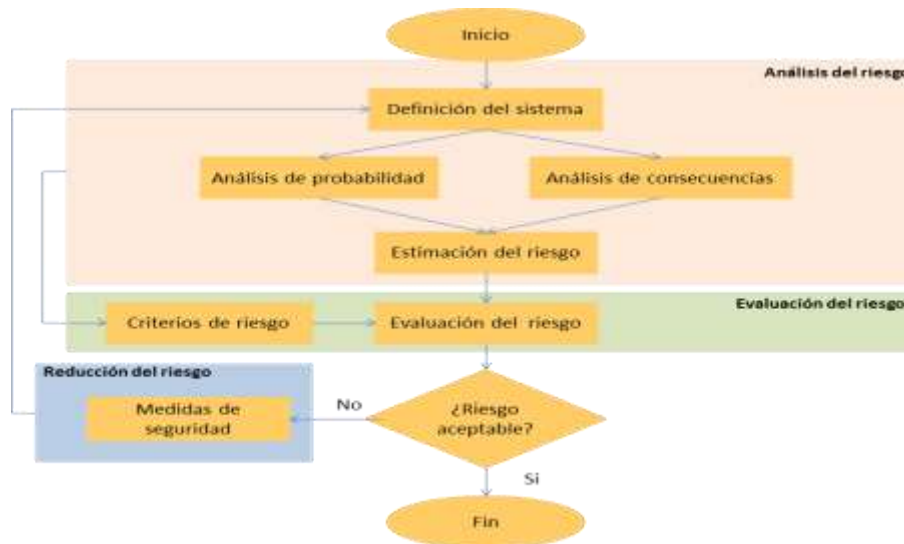 Inicio
Análisis del riesgo
Definición del sistema
Análisis de probabilidad
Análisis de consecuencias
Estimación del riesgo
Evaluación del riesgo
Criterios de riesgo
Evaluación del riesgo
Reducción del riesgo
Medidas de
seguridad
No
¿Riesgo
aceptable?
Si
Fin